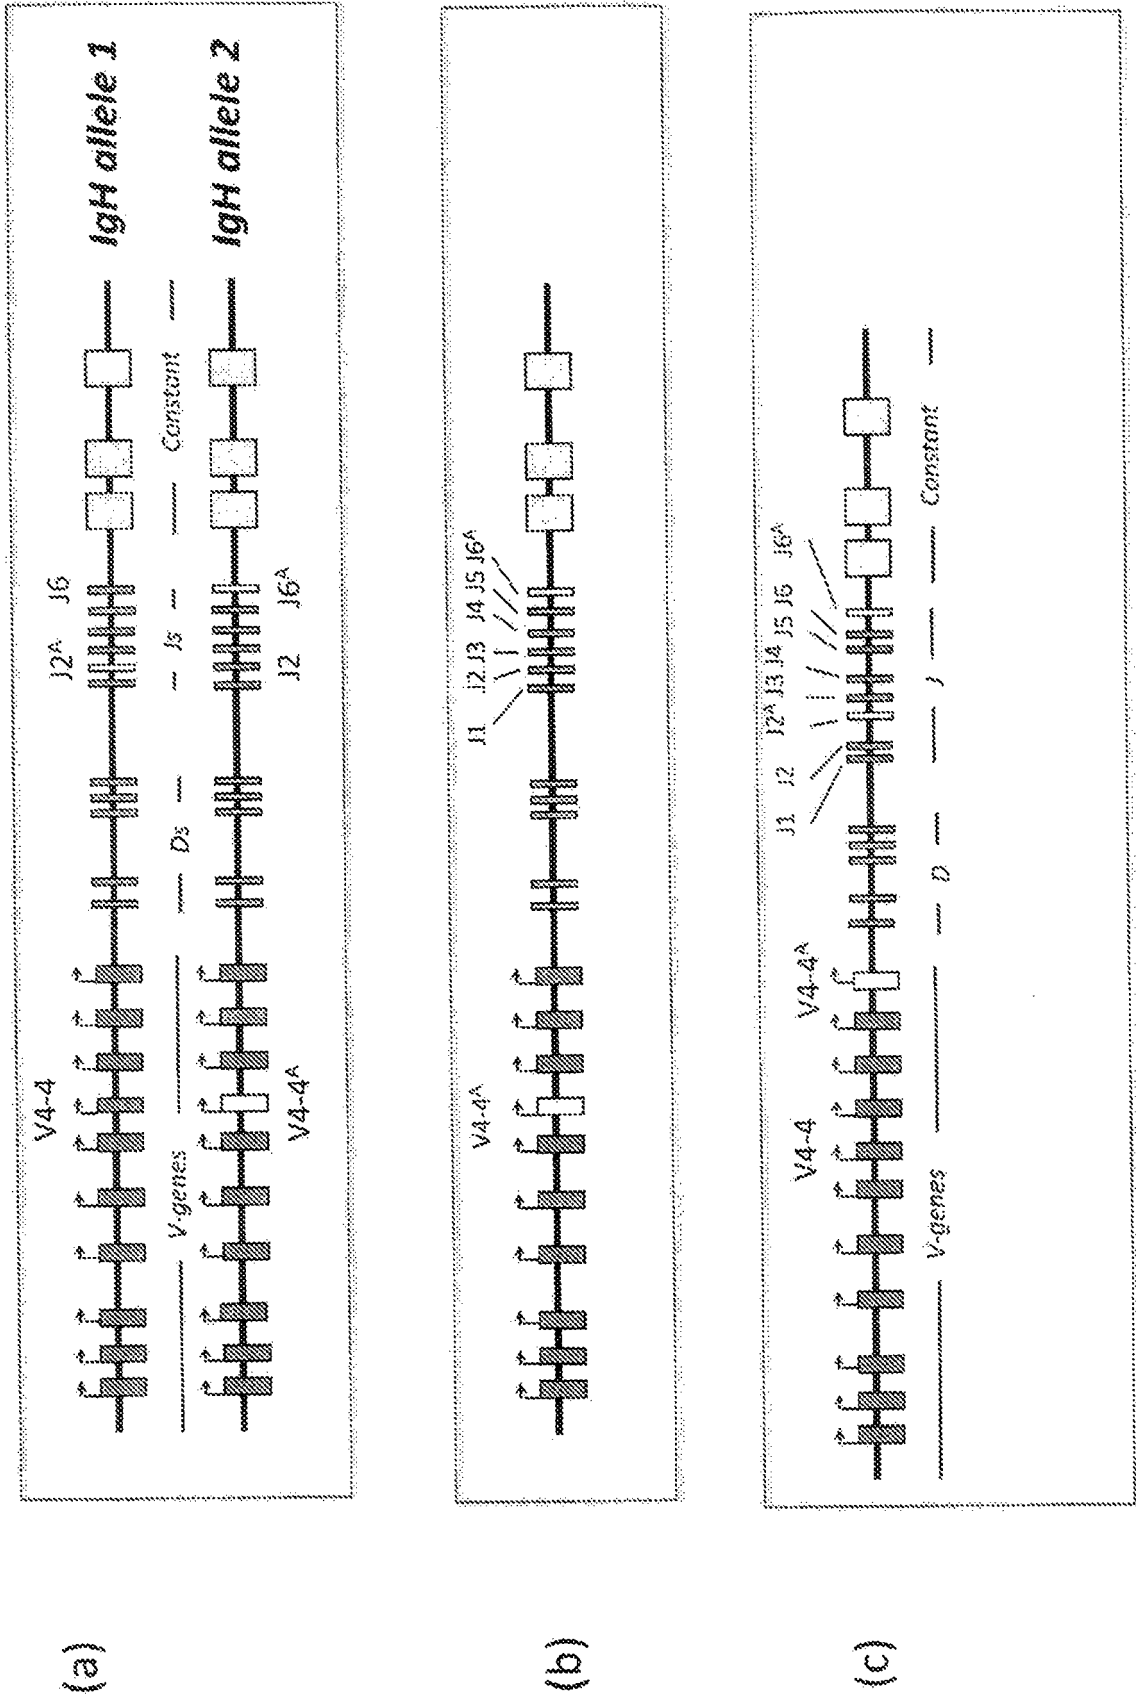 (a)
V4-4 J2ᴬ J6 IgH allele 1
V-genes Ds Js Constant
V4-4ᴬ J2 J6ᴬ IgH allele 2
(b)
V4-4ᴬ J1 J2 J3 J4 J5 J6ᴬ
(c)
V4-4 V4-4ᴬ J1 J2 J2ᴬ J3 J4 J5 J6 J6ᴬ
V-genes D J Constant